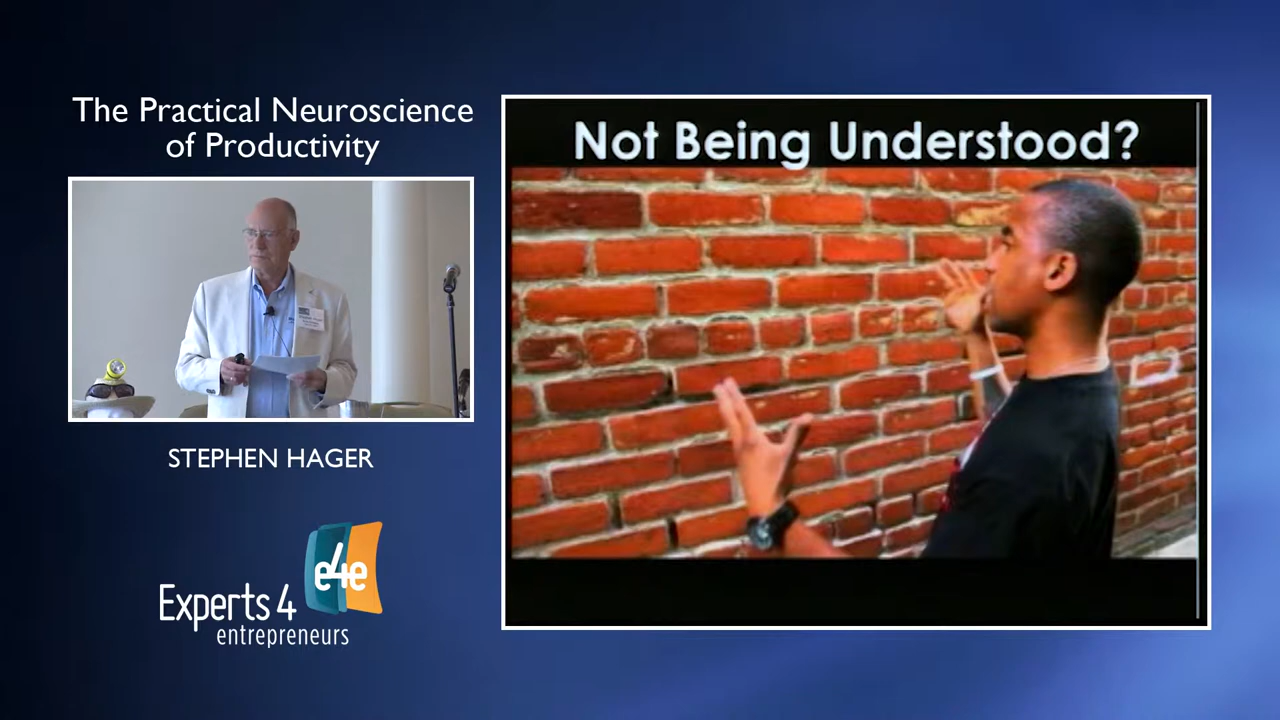 The Practical Neuroscience
of Productivity
STEPHEN HAGER
e4e
Experts 4
entrepreneurs
Not Being Understood?